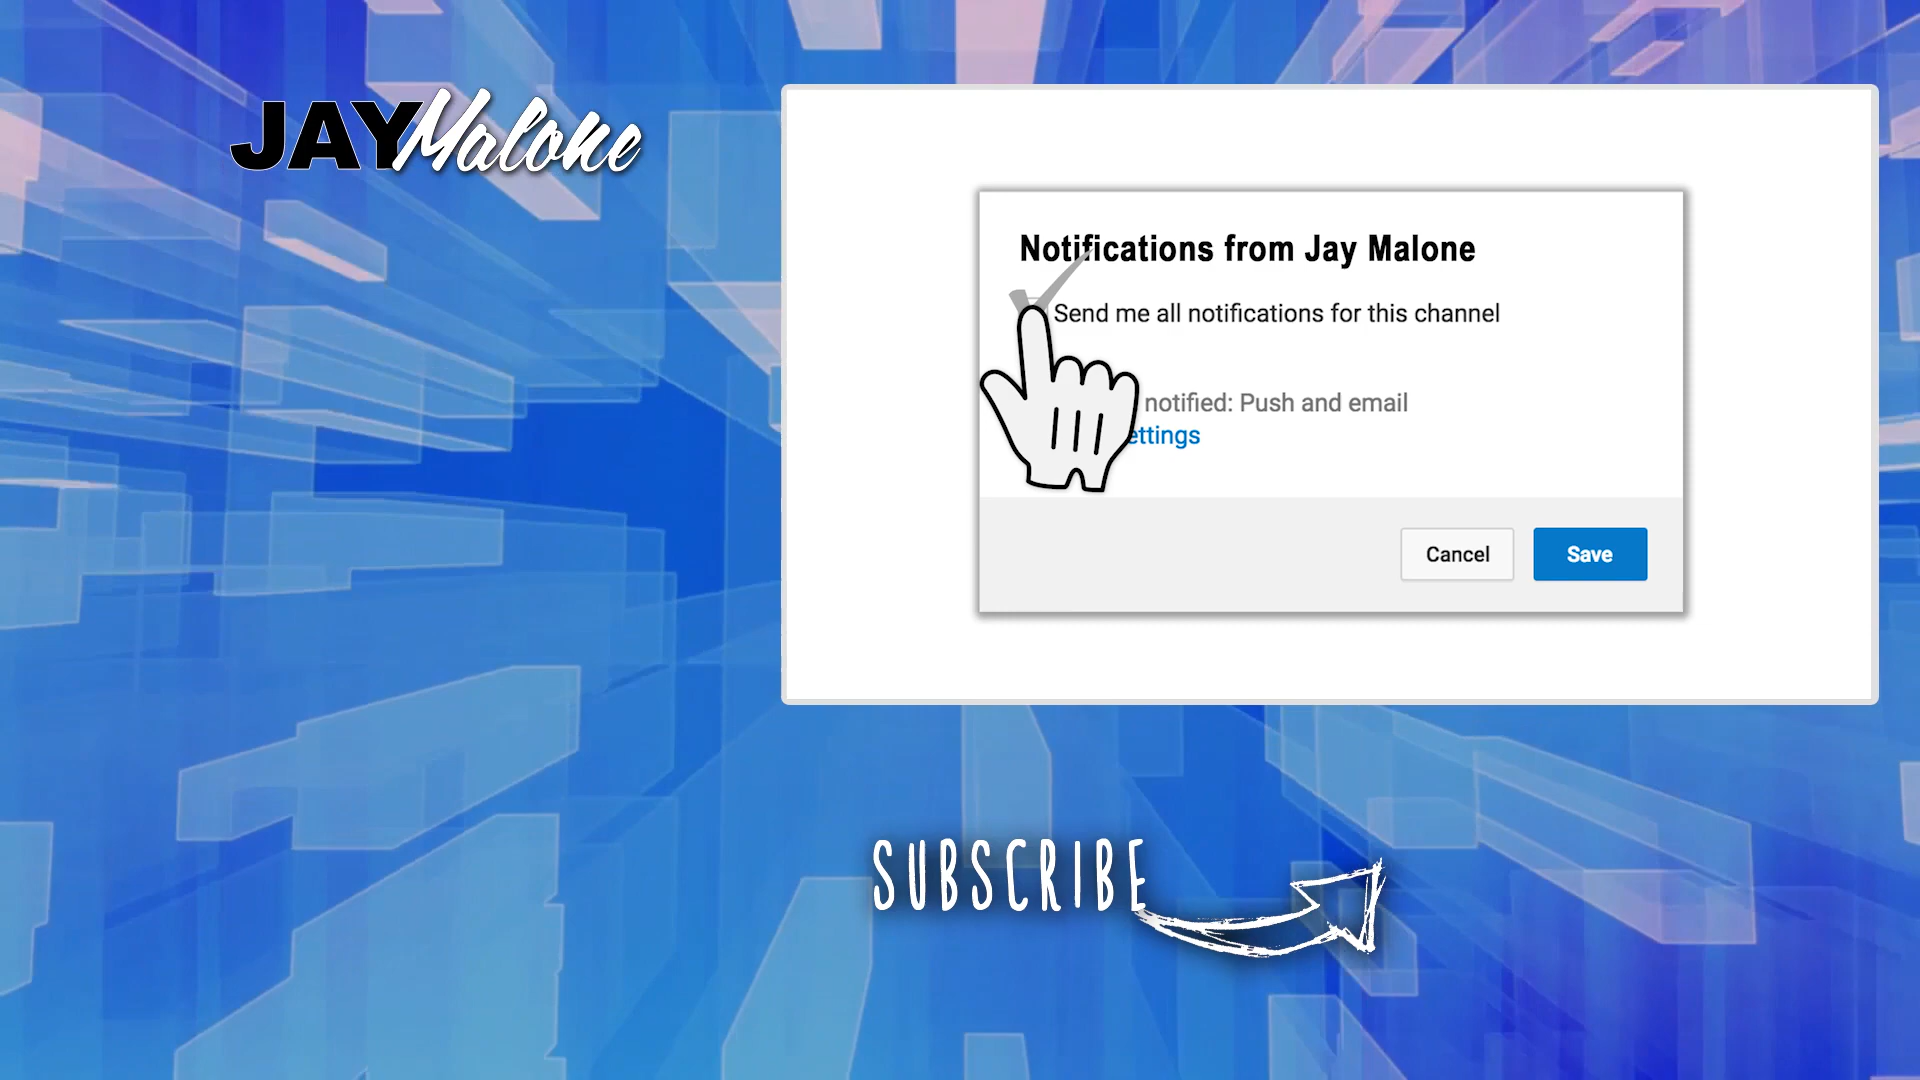 JAY Malone
Notifications from Jay Malone
Send me all notifications for this channel
notified: Push and email
ettings
Cancel
Save
SUBSCRIBE